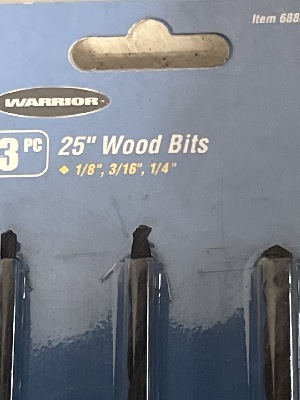 Item 688
WARRIOR
3 PC
25" Wood Bits
1/8", 3/16", 1/4"